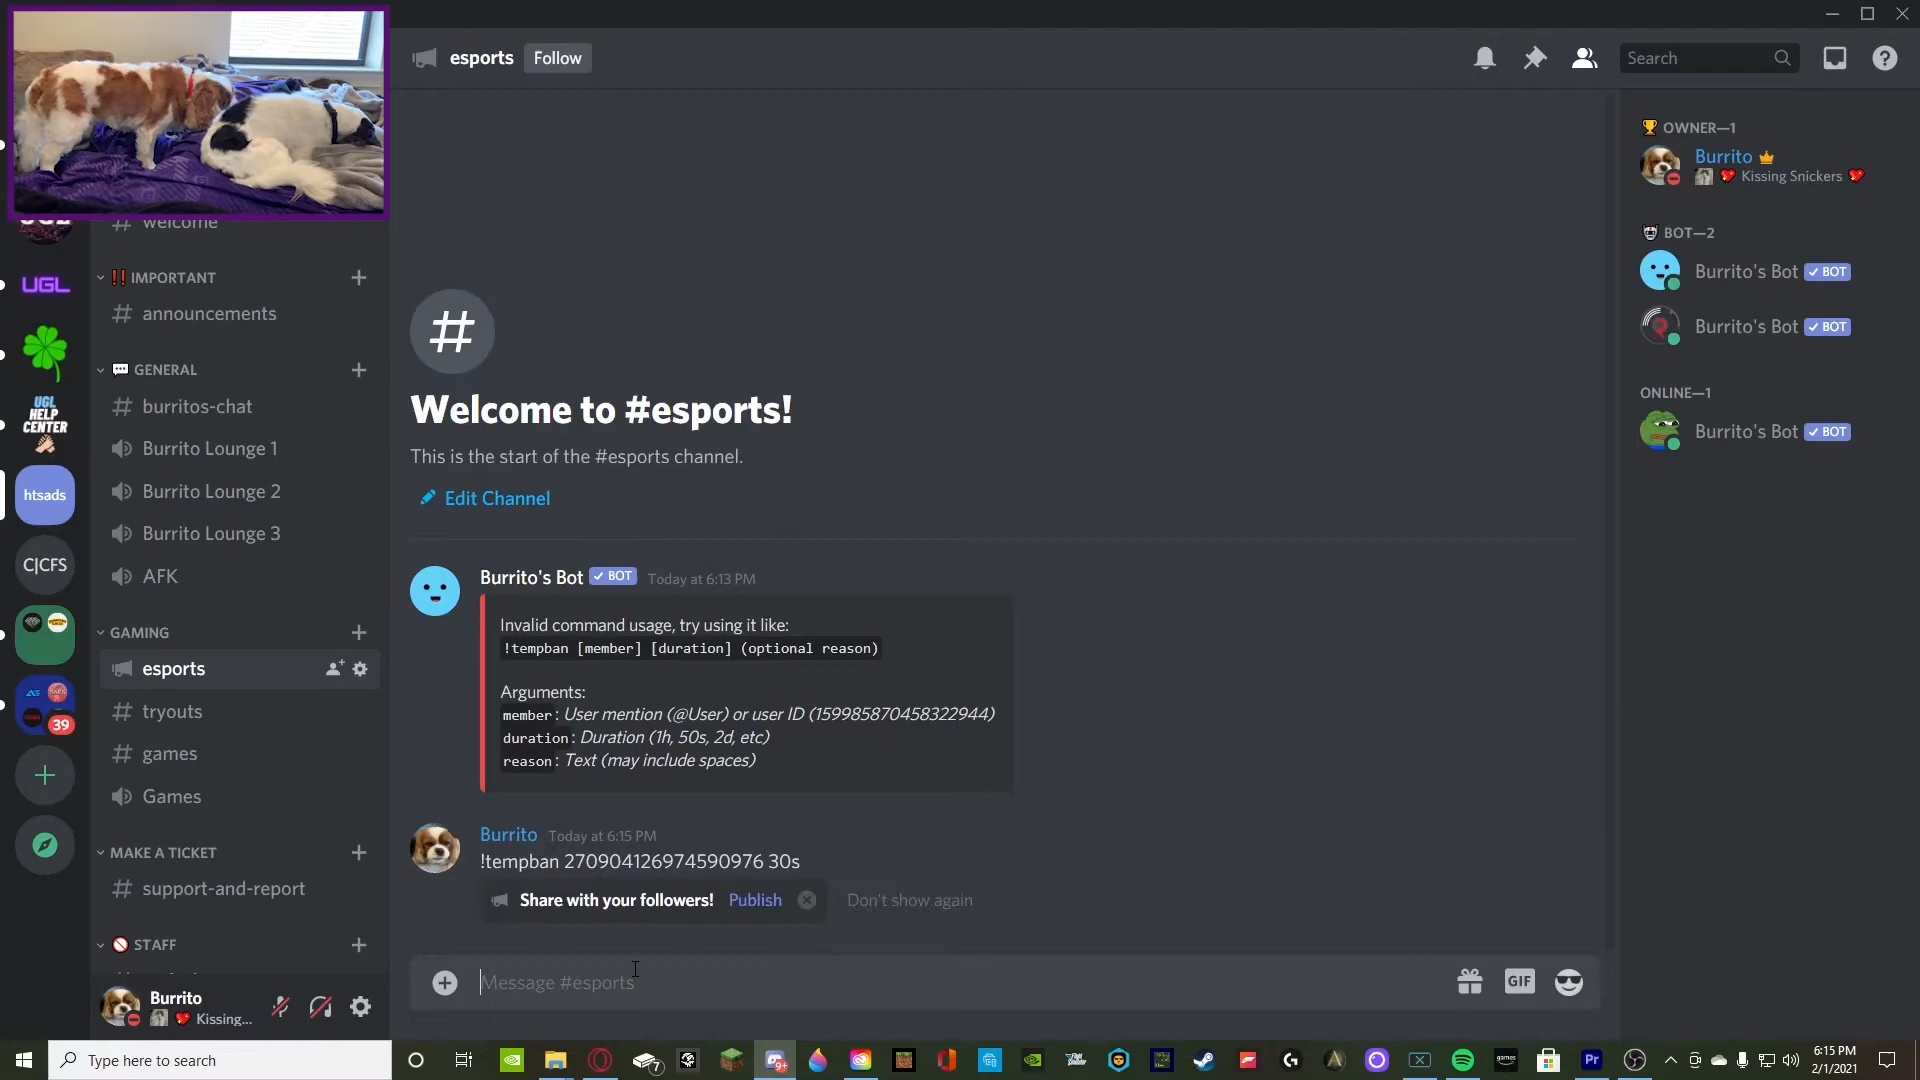 esports
Follow
Search
welcome
IMPORTANT
announcements
GENERAL
burritos-chat
Burrito Lounge 1
Burrito Lounge 2
Burrito Lounge 3
AFK
GAMING
esports
tryouts
games
Games
MAKE A TICKET
support-and-report
STAFF
Burrito
Kissing...
UGL
UGL
HELP
CENTER
htsads
C|CFS
39
#
Welcome to #esports!
This is the start of the #esports channel.
Edit Channel
Burrito's Bot BOT Today at 6:13 PM
Invalid command usage, try using it like:
!tempban [member] [duration] (optional reason)
Arguments:
member: User mention (@User) or user ID (159985870458322944)
duration: Duration (1h, 50s, 2d, etc)
reason: Text (may include spaces)
Burrito Today at 6:15 PM
!tempban 270904126974590976 30s
Share with your followers! Publish Don't show again
Message #esports
GIF
OWNER—1
Burrito
Kissing Snickers
BOT—2
Burrito's Bot BOT
Burrito's Bot BOT
ONLINE—1
Burrito's Bot BOT
Type here to search
7
9+
games
Pr
6:15 PM
2/1/2021